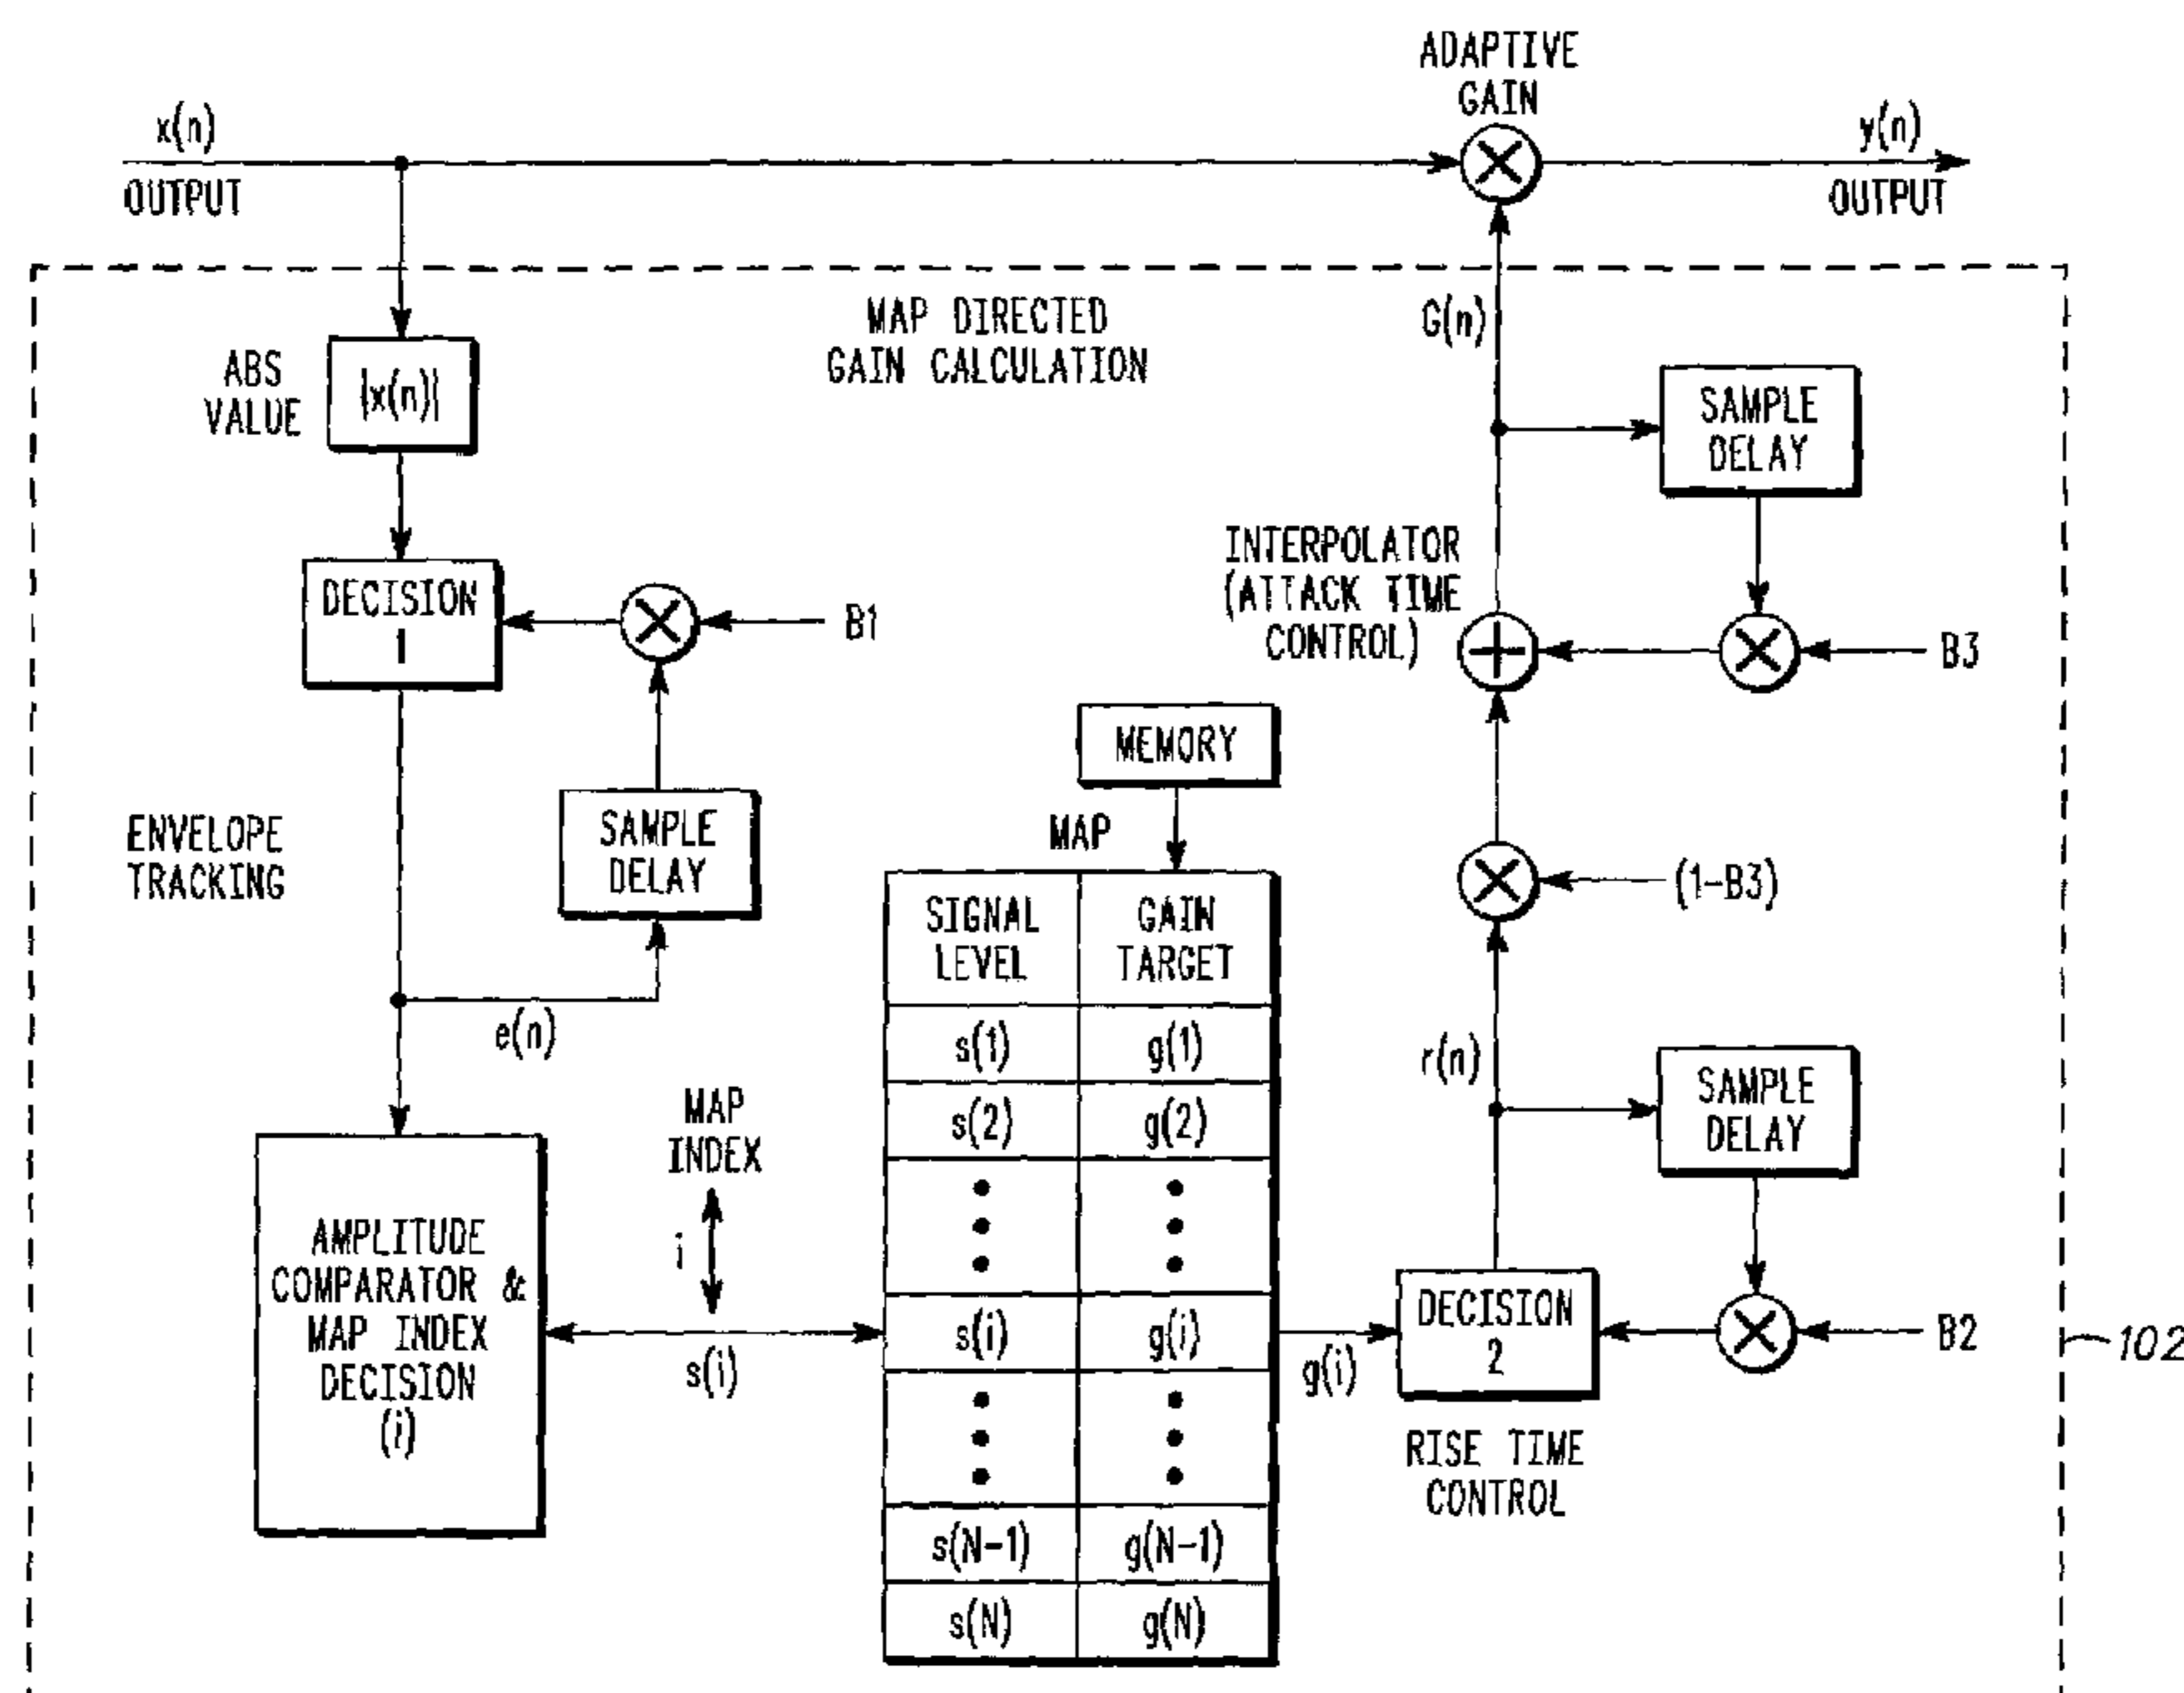 ADAPTIVE
GAIN
x(n)
OUTPUT
y(n)
OUTPUT
MAP DIRECTED
GAIN CALCULATION
G(n)
ABS
VALUE
|x(n)|
SAMPLE
DELAY
DECISION
1
B1
INTERPOLATOR
(ATTACK TIME
CONTROL)
B3
MEMORY
MAP
ENVELOPE
TRACKING
SAMPLE
DELAY
(1-B3)
SIGNAL
LEVEL
GAIN
TARGET
e(n)
s(1)
g(1)
r(n)
SAMPLE
DELAY
MAP
INDEX
i
s(2)
g(2)
AMPLITUDE
COMPARATOR &
MAP INDEX
DECISION
(i)
s(i)
s(i)
g(i)
g(i)
DECISION
2
B2
102
RISE TIME
CONTROL
s(N-1)
g(N-1)
s(N)
g(N)